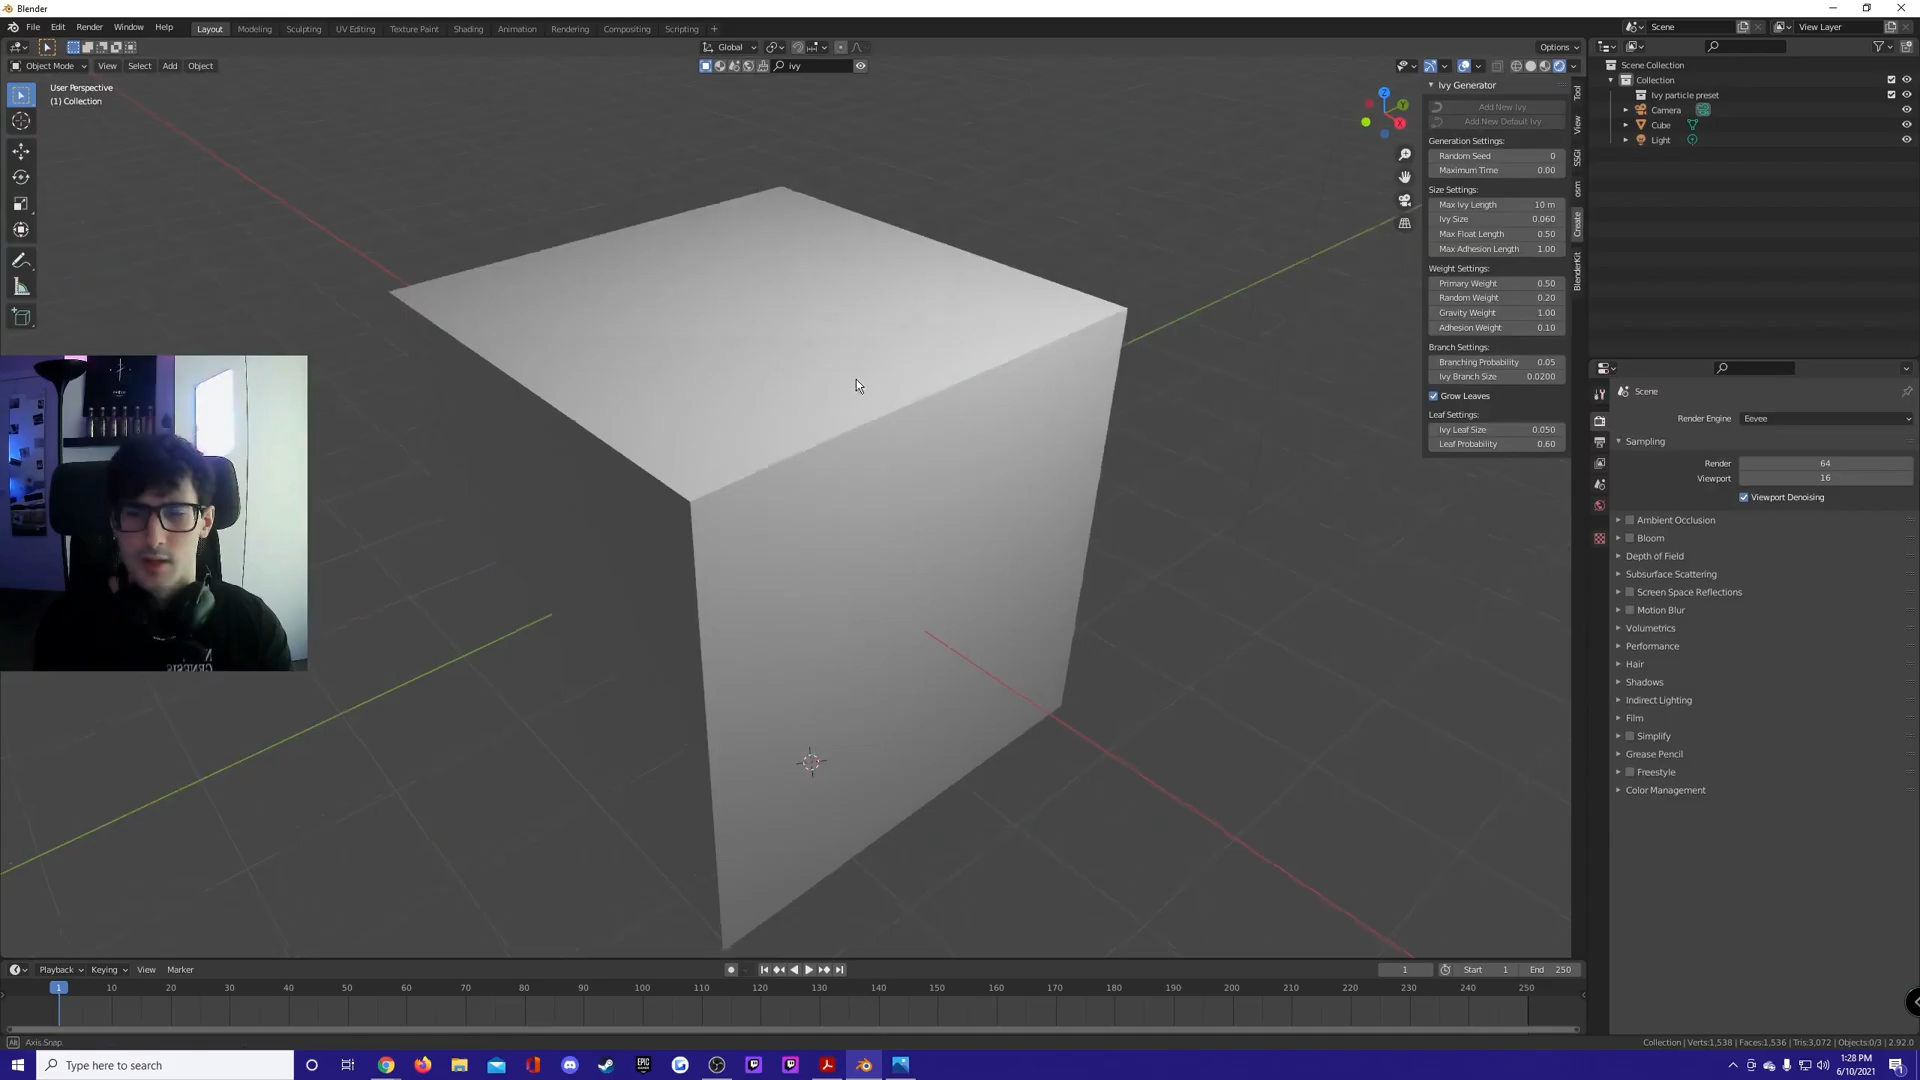 Blender
File Edit Render Window Help
Layout Modeling Sculpting UV Editing Texture Paint Shading Animation Rendering Compositing Scripting +
Scene
View Layer
Global
Options
Object Mode View Select Add Object
ivy
User Perspective
(1) Collection
Z
Y
X
Ivy Generator
Add New Ivy
Add New Default Ivy
Generation Settings:
Random Seed 0
Maximum Time 0.00
Size Settings:
Max Ivy Length 10 m
Ivy Size 0.060
Max Float Length 0.50
Max Adhesion Length 1.00
Weight Settings:
Primary Weight 0.50
Random Weight 0.20
Gravity Weight 1.00
Adhesion Weight 0.10
Branch Settings:
Branching Probability 0.05
Ivy Branch Size 0.0200
Grow Leaves
Leaf Settings:
Ivy Leaf Size 0.050
Leaf Probability 0.60
Tool
View
SSGI
osm
Create
BlenderKit
Scene Collection
Collection
Ivy particle preset
Camera
Cube
Light
Scene
Render Engine Eevee
Sampling
Render 64
Viewport 16
Viewport Denoising
Ambient Occlusion
Bloom
Depth of Field
Subsurface Scattering
Screen Space Reflections
Motion Blur
Volumetrics
Performance
Hair
Shadows
Indirect Lighting
Film
Simplify
Grease Pencil
Freestyle
Color Management
Playback Keying View Marker
1 Start 1 End 250
1 10 20 30 40 50 60 70 80 90 100 110 120 130 140 150 160 170 180 190 200 210 220 230 240 250
Alt Axis Snap
Collection | Verts:1,538 | Faces:1,536 | Tris:3,072 | Objects:0/3 | 2.92.0
Type here to search
EPIC
1:28 PM
6/10/2021